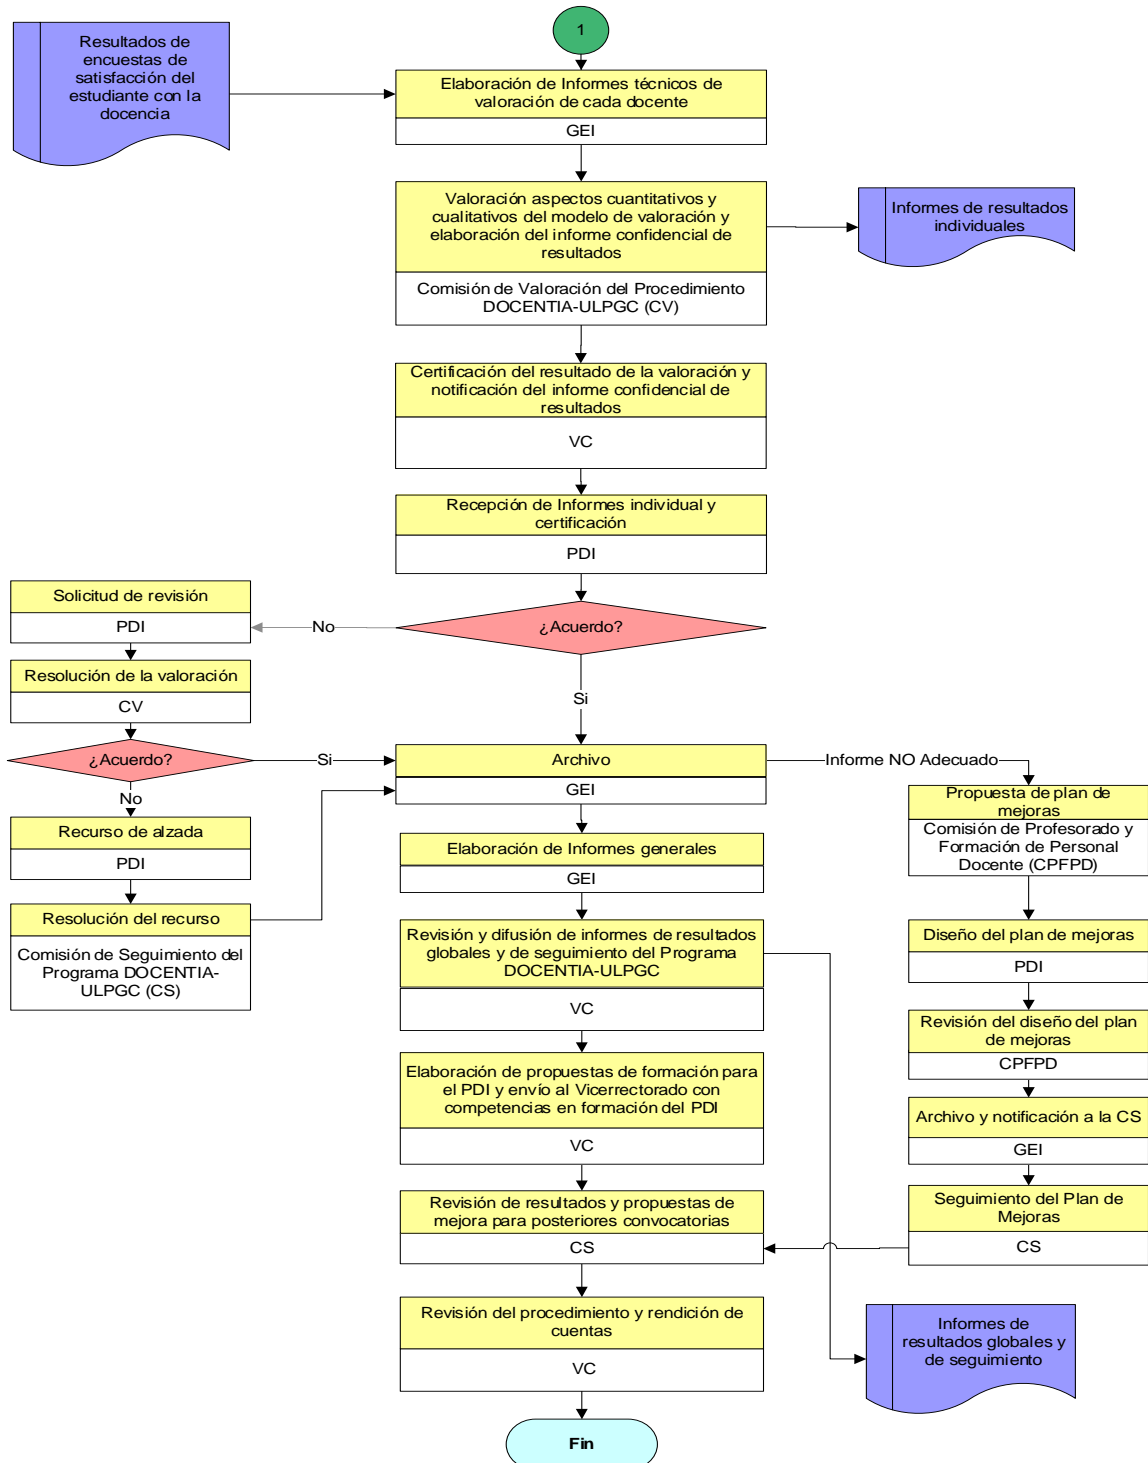 1
Resultados de
encuestas de
satisfacción del
estudiante con la
docencia
Elaboración de Informes técnicos de
valoración de cada docente
GEI
Valoración aspectos cuantitativos y
cualitativos del modelo de valoración y
elaboración del informe confidencial de
resultados
Comisión de Valoración del Procedimiento
DOCENTIA-ULPGC (CV)
Informes de resultados
individuales
Certificación del resultado de la valoración y
notificación del informe confidencial de
resultados
VC
Recepción de Informes individual y
certificación
PDI
¿Acuerdo?
No
Si
Solicitud de revisión
PDI
Resolución de la valoración
CV
¿Acuerdo?
Si
No
Recurso de alzada
PDI
Resolución del recurso
Comisión de Seguimiento del
Programa DOCENTIA-
ULPGC (CS)
Archivo
GEI
Informe NO Adecuado
Propuesta de plan de
mejoras
Comisión de Profesorado y
Formación de Personal
Docente (CPFPD)
Diseño del plan de mejoras
PDI
Revisión del diseño del plan
de mejoras
CPFPD
Archivo y notificación a la CS
GEI
Seguimiento del Plan de
Mejoras
CS
Elaboración de Informes generales
GEI
Revisión y difusión de informes de resultados
globales y de seguimiento del Programa
DOCENTIA-ULPGC
VC
Elaboración de propuestas de formación para
el PDI y envío al Vicerrectorado con
competencias en formación del PDI
VC
Revisión de resultados y propuestas de
mejora para posteriores convocatorias
CS
Revisión del procedimiento y rendición de
cuentas
VC
Informes de
resultados globales y
de seguimiento
Fin